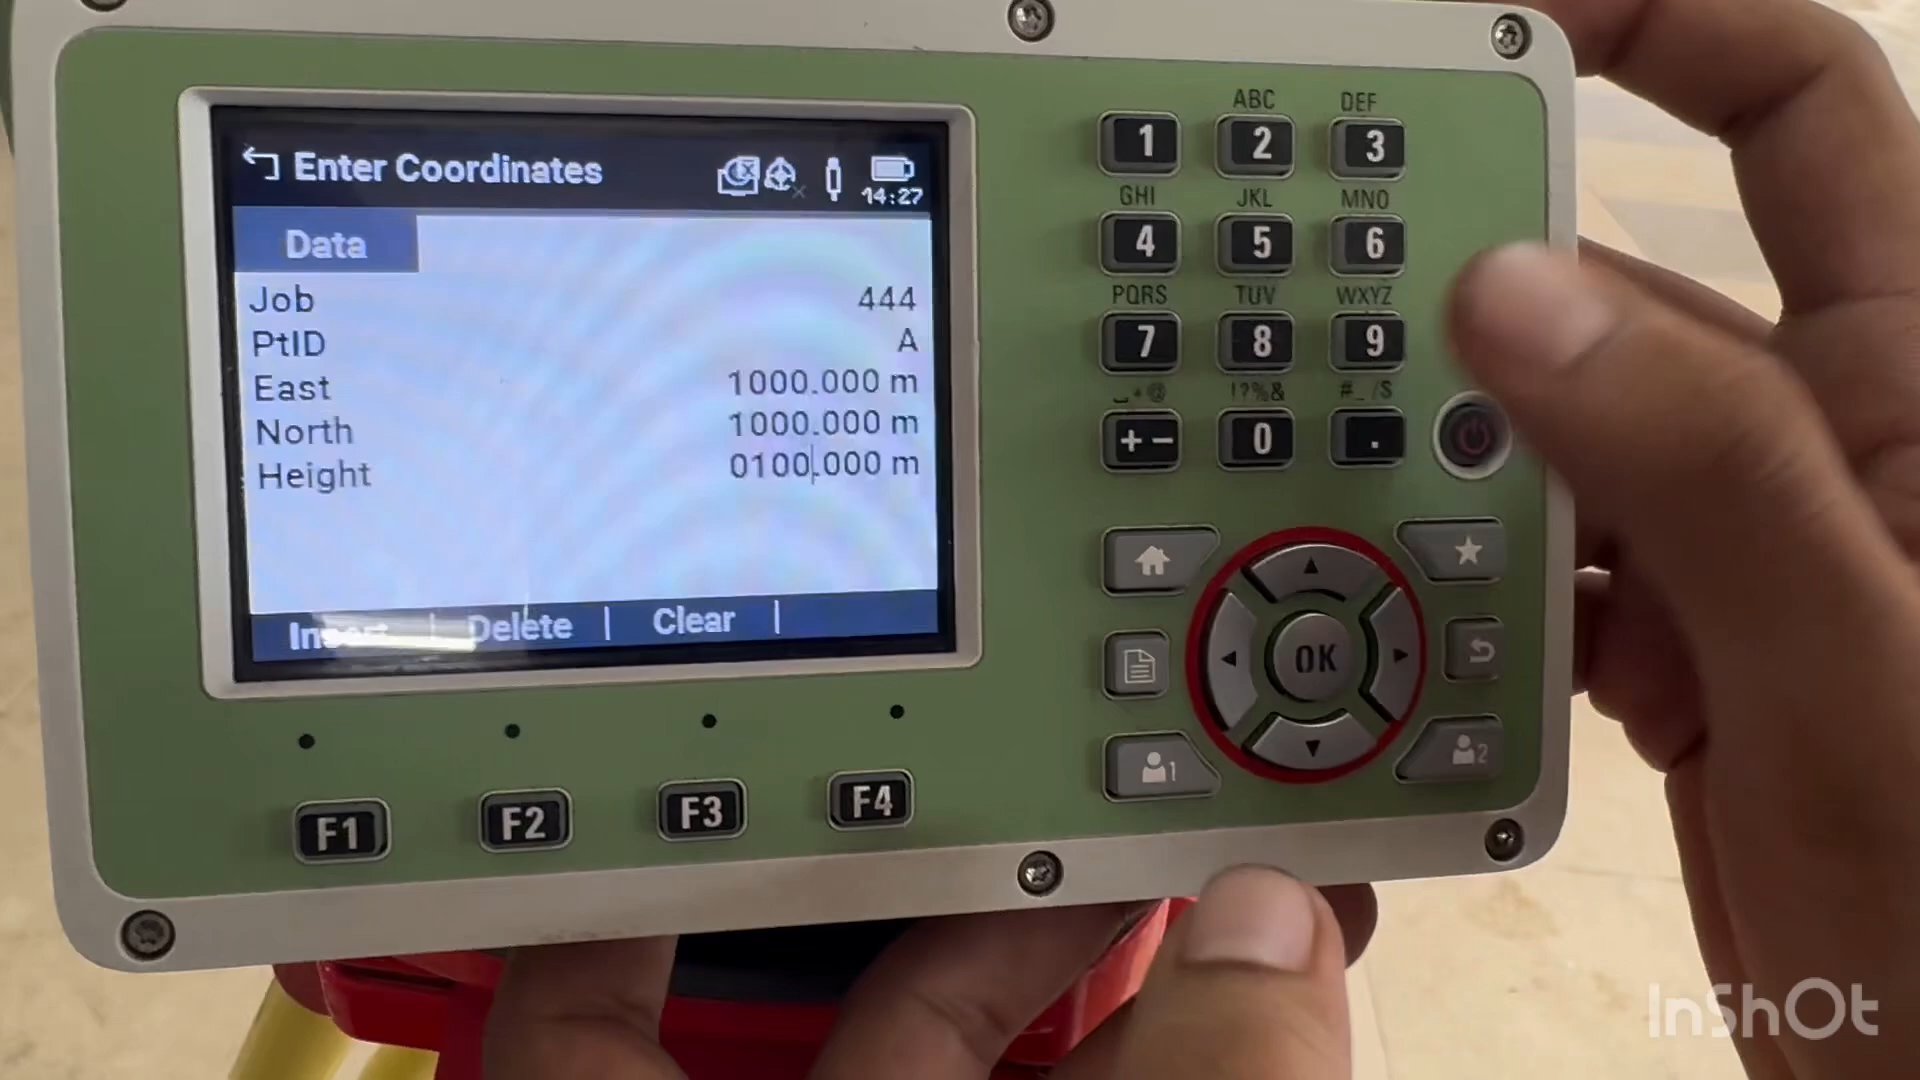 Enter Coordinates
14:27
Data
Job 444
PtID A
East 1000.000 m
North 1000.000 m
Height 0100.000 m
Delete | Clear |
F1 F2 F3 F4
ABC DEF
1 2 3
GHI JKL MNO
4 5 6
PQRS TUV WXYZ
7 8 9
!?%& #_/$
+ - 0 .
OK
1 2
InShOt